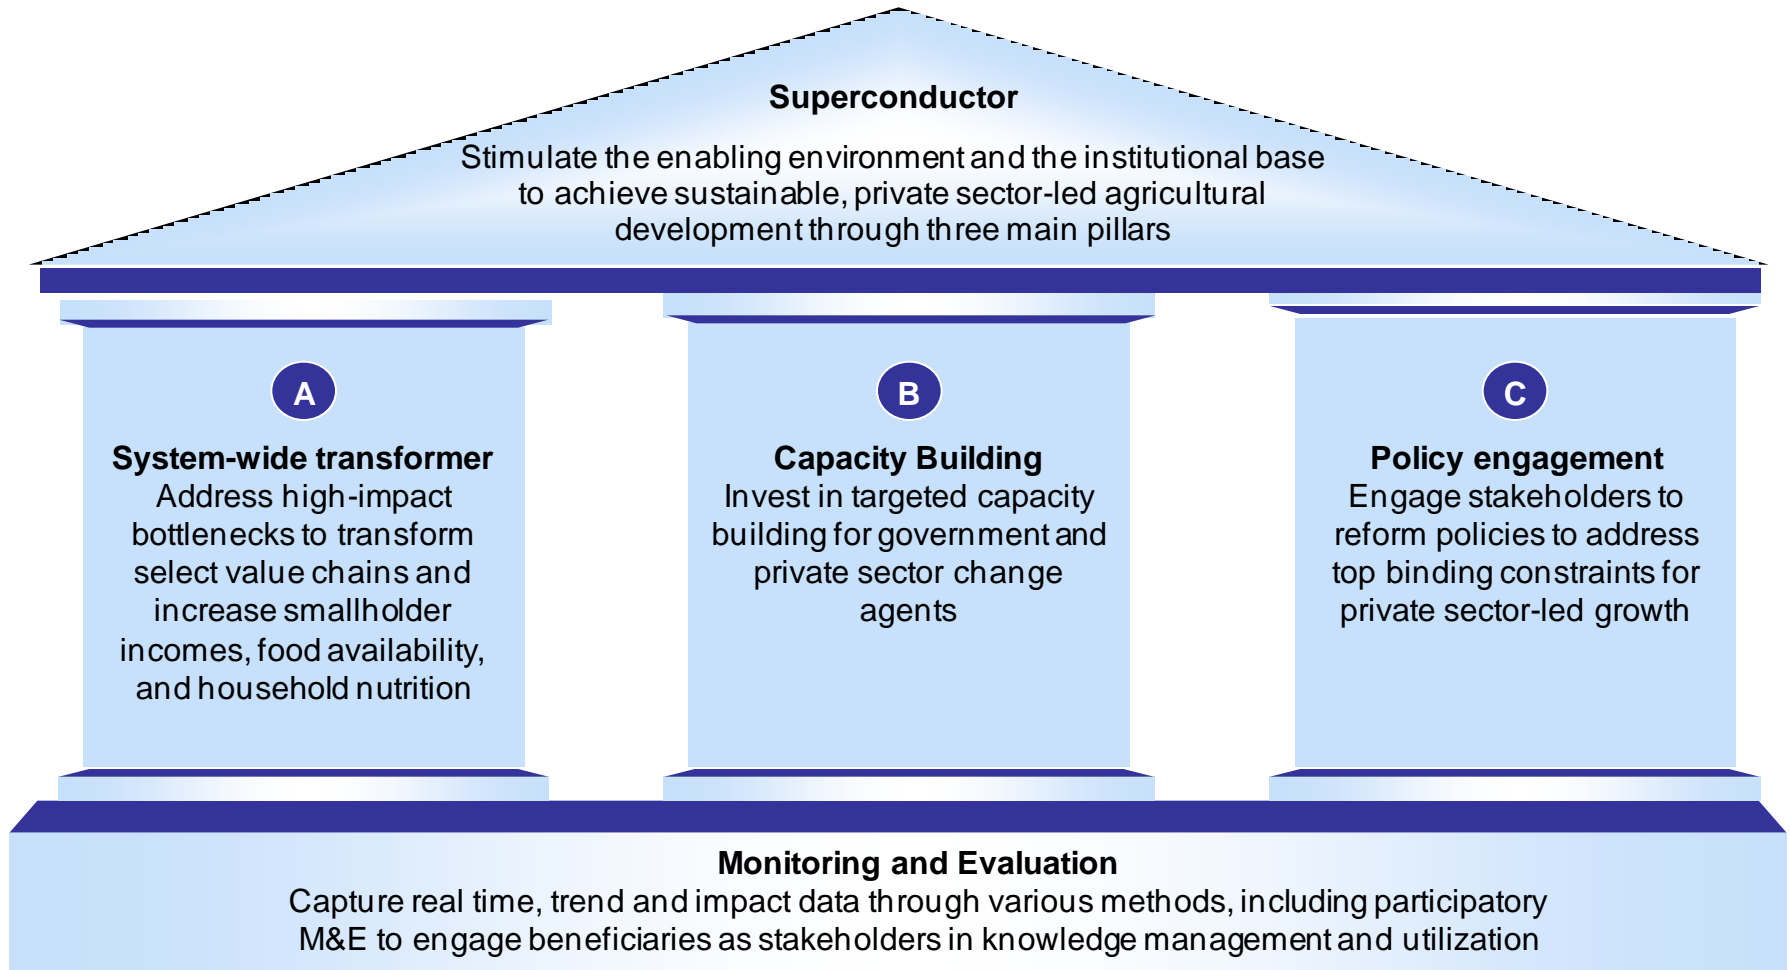 Superconductor
Stimulate the enabling environment and the institutional base
to achieve sustainable, private sector-led agricultural
development through three main pillars
A
System-wide transformer
Address high-impact
bottlenecks to transform
select value chains and
increase smallholder
incomes, food availability,
and household nutrition
B
Capacity Building
Invest in targeted capacity
building for government and
private sector change
agents
C
Policy engagement
Engage stakeholders to
reform policies to address
top binding constraints for
private sector-led growth
Monitoring and Evaluation
Capture real time, trend and impact data through various methods, including participatory
M&E to engage beneficiaries as stakeholders in knowledge management and utilization